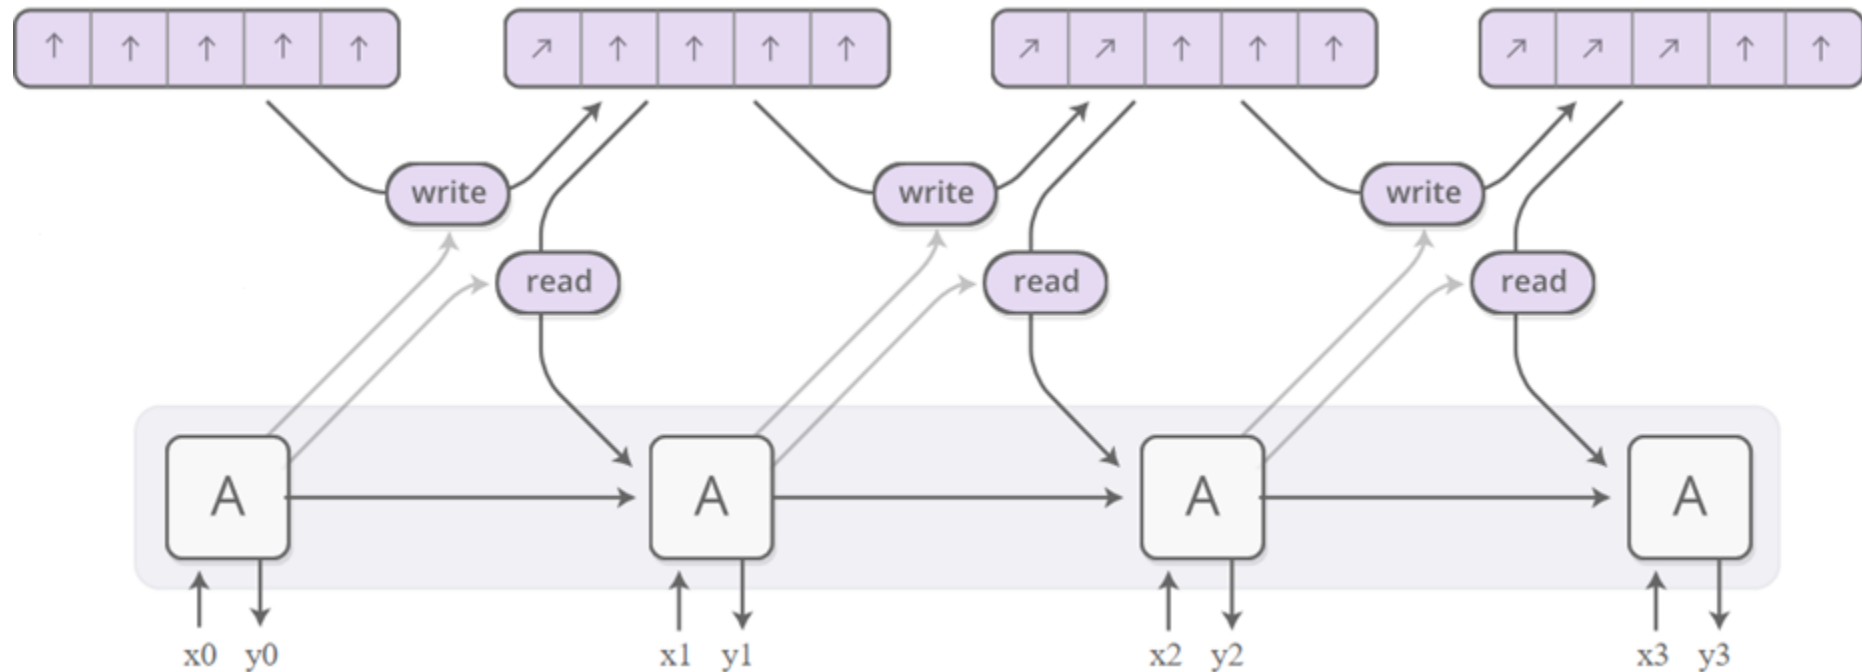 ↑ ↑ ↑ ↑ ↑ ↗ ↑ ↑ ↑ ↑ ↗ ↗ ↑ ↑ ↑ ↗ ↗ ↗ ↑ ↑
write write write
read read read
A A A A
x0 y0 x1 y1 x2 y2 x3 y3